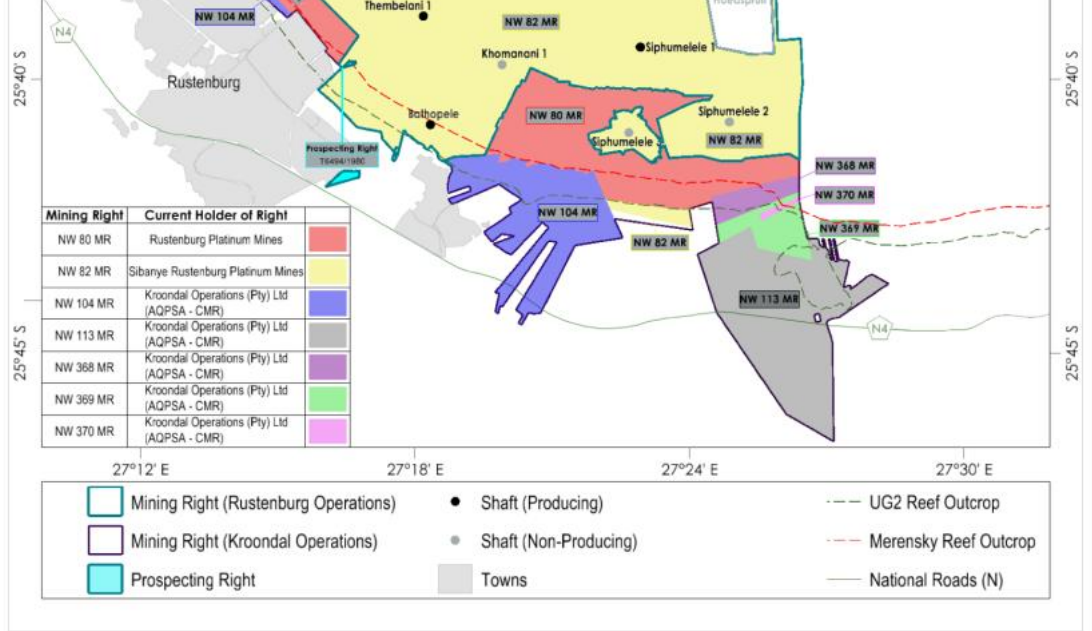 Hoedspruit
Thembelani 1
NW 104 MR
NW 82 MR
N4
Khomanani 1
Siphumelele 1
25°40' S
25°40' S
Rustenburg
Bathopele
NW 80 MR
Siphumelele 2
Siphumelele 3
NW 82 MR
Prospecting Right
T6494/1980
NW 368 MR
NW 370 MR
NW 104 MR
NW 369 MR
NW 82 MR
NW 113 MR
N4
25°45' S
25°45' S
Mining Right Current Holder of Right
NW 80 MR Rustenburg Platinum Mines
NW 82 MR Sibanye Rustenburg Platinum Mines
NW 104 MR Kroondal Operations (Pty) Ltd
(AQPSA - CMR)
NW 113 MR Kroondal Operations (Pty) Ltd
(AQPSA - CMR)
NW 368 MR Kroondal Operations (Pty) Ltd
(AQPSA - CMR)
NW 369 MR Kroondal Operations (Pty) Ltd
(AQPSA - CMR)
NW 370 MR Kroondal Operations (Pty) Ltd
(AQPSA - CMR)
27°12' E 27°18' E 27°24' E 27°30' E
Mining Right (Rustenburg Operations)
Shaft (Producing)
UG2 Reef Outcrop
Mining Right (Kroondal Operations)
Shaft (Non-Producing)
Merensky Reef Outcrop
Prospecting Right
Towns
National Roads (N)